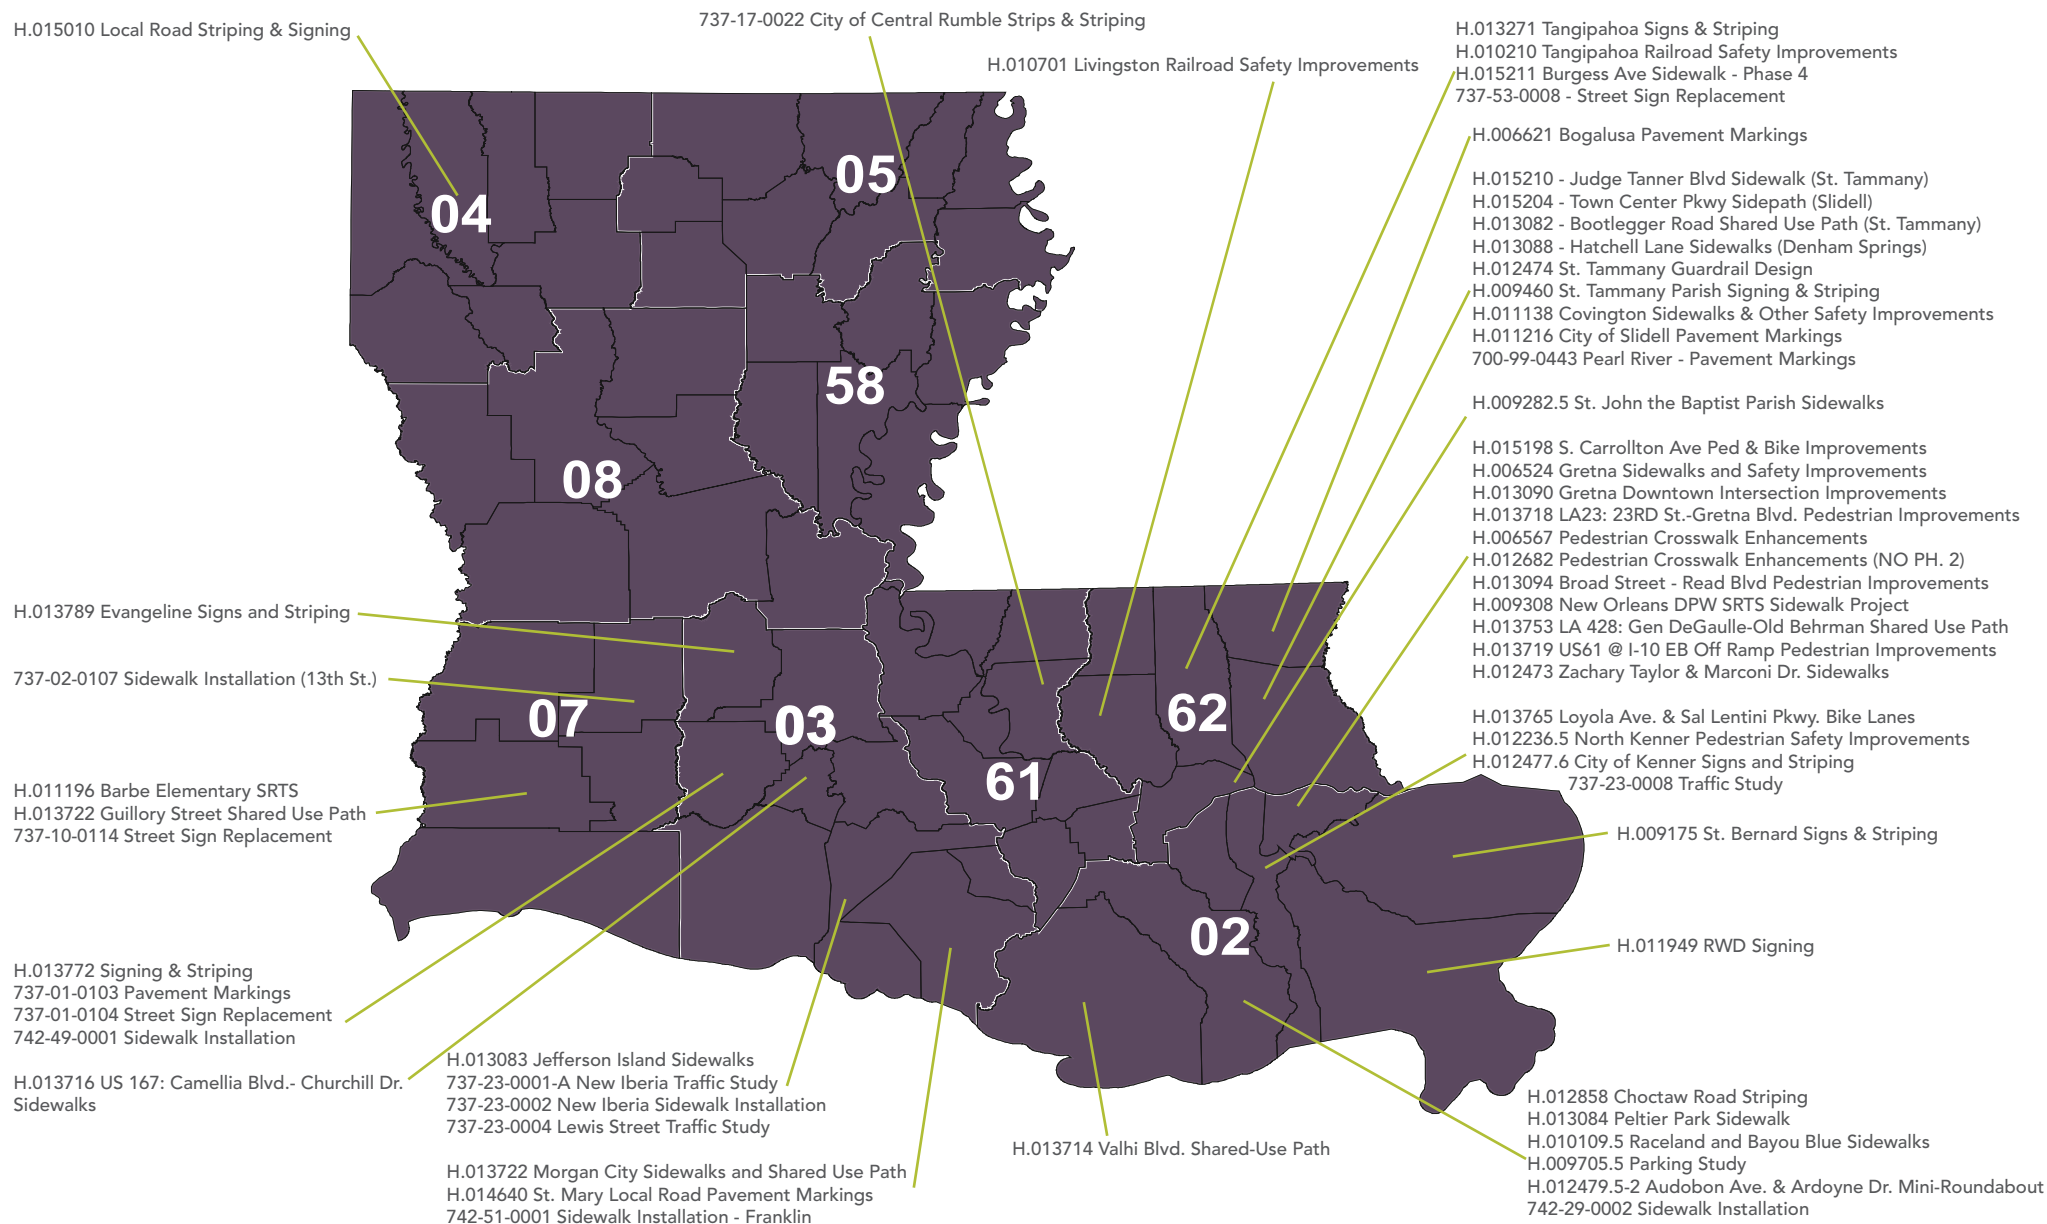 H.015010 Local Road Striping & Signing
737-17-0022 City of Central Rumble Strips & Striping
H.010701 Livingston Railroad Safety Improvements
H.013271 Tangipahoa Signs & Striping
H.010210 Tangipahoa Railroad Safety Improvements
H.015211 Burgess Ave Sidewalk - Phase 4
737-53-0008 - Street Sign Replacement
H.006621 Bogalusa Pavement Markings
H.015210 - Judge Tanner Blvd Sidewalk (St. Tammany)
H.015204 - Town Center Pkwy Sidepath (Slidell)
H.013082 - Bootlegger Road Shared Use Path (St. Tammany)
H.013088 - Hatchell Lane Sidewalks (Denham Springs)
H.012474 St. Tammany Guardrail Design
H.009460 St. Tammany Parish Signing & Striping
H.011138 Covington Sidewalks & Other Safety Improvements
H.011216 City of Slidell Pavement Markings
700-99-0443 Pearl River - Pavement Markings
H.009282.5 St. John the Baptist Parish Sidewalks
H.015198 S. Carrollton Ave Ped & Bike Improvements
H.006524 Gretna Sidewalks and Safety Improvements
H.013090 Gretna Downtown Intersection Improvements
H.013718 LA23: 23RD St.-Gretna Blvd. Pedestrian Improvements
H.006567 Pedestrian Crosswalk Enhancements
H.012682 Pedestrian Crosswalk Enhancements (NO PH. 2)
H.013094 Broad Street - Read Blvd Pedestrian Improvements
H.009308 New Orleans DPW SRTS Sidewalk Project
H.013753 LA 428: Gen DeGaulle-Old Behrman Shared Use Path
H.013719 US61 @ I-10 EB Off Ramp Pedestrian Improvements
H.012473 Zachary Taylor & Marconi Dr. Sidewalks
H.013765 Loyola Ave. & Sal Lentini Pkwy. Bike Lanes
H.012236.5 North Kenner Pedestrian Safety Improvements
H.012477.6 City of Kenner Signs and Striping
737-23-0008 Traffic Study
H.009175 St. Bernard Signs & Striping
H.011949 RWD Signing
H.012858 Choctaw Road Striping
H.013084 Peltier Park Sidewalk
H.010109.5 Raceland and Bayou Blue Sidewalks
H.009705.5 Parking Study
H.012479.5-2 Audobon Ave. & Ardoyne Dr. Mini-Roundabout
742-29-0002 Sidewalk Installation
H.013714 Valhi Blvd. Shared-Use Path
H.013789 Evangeline Signs and Striping
737-02-0107 Sidewalk Installation (13th St.)
H.011196 Barbe Elementary SRTS
H.013722 Guillory Street Shared Use Path
737-10-0114 Street Sign Replacement
H.013772 Signing & Striping
737-01-0103 Pavement Markings
737-01-0104 Street Sign Replacement
742-49-0001 Sidewalk Installation
H.013716 US 167: Camellia Blvd.- Churchill Dr.
Sidewalks
H.013083 Jefferson Island Sidewalks
737-23-0001-A New Iberia Traffic Study
737-23-0002 New Iberia Sidewalk Installation
737-23-0004 Lewis Street Traffic Study
H.013722 Morgan City Sidewalks and Shared Use Path
H.014640 St. Mary Local Road Pavement Markings
742-51-0001 Sidewalk Installation - Franklin
04
05
58
08
07
03
61
62
02